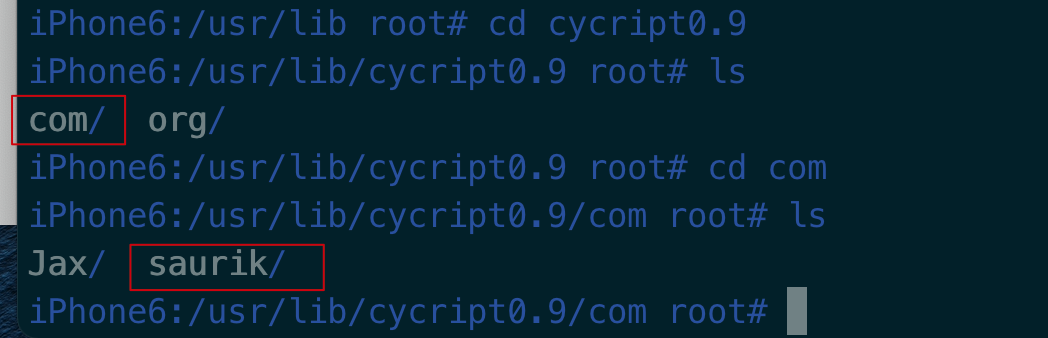 iPhone6:/usr/lib root# cd cycript0.9
iPhone6:/usr/lib/cycript0.9 root# ls
com/  org/
iPhone6:/usr/lib/cycript0.9 root# cd com
iPhone6:/usr/lib/cycript0.9/com root# ls
Jax/  saurik/
iPhone6:/usr/lib/cycript0.9/com root#